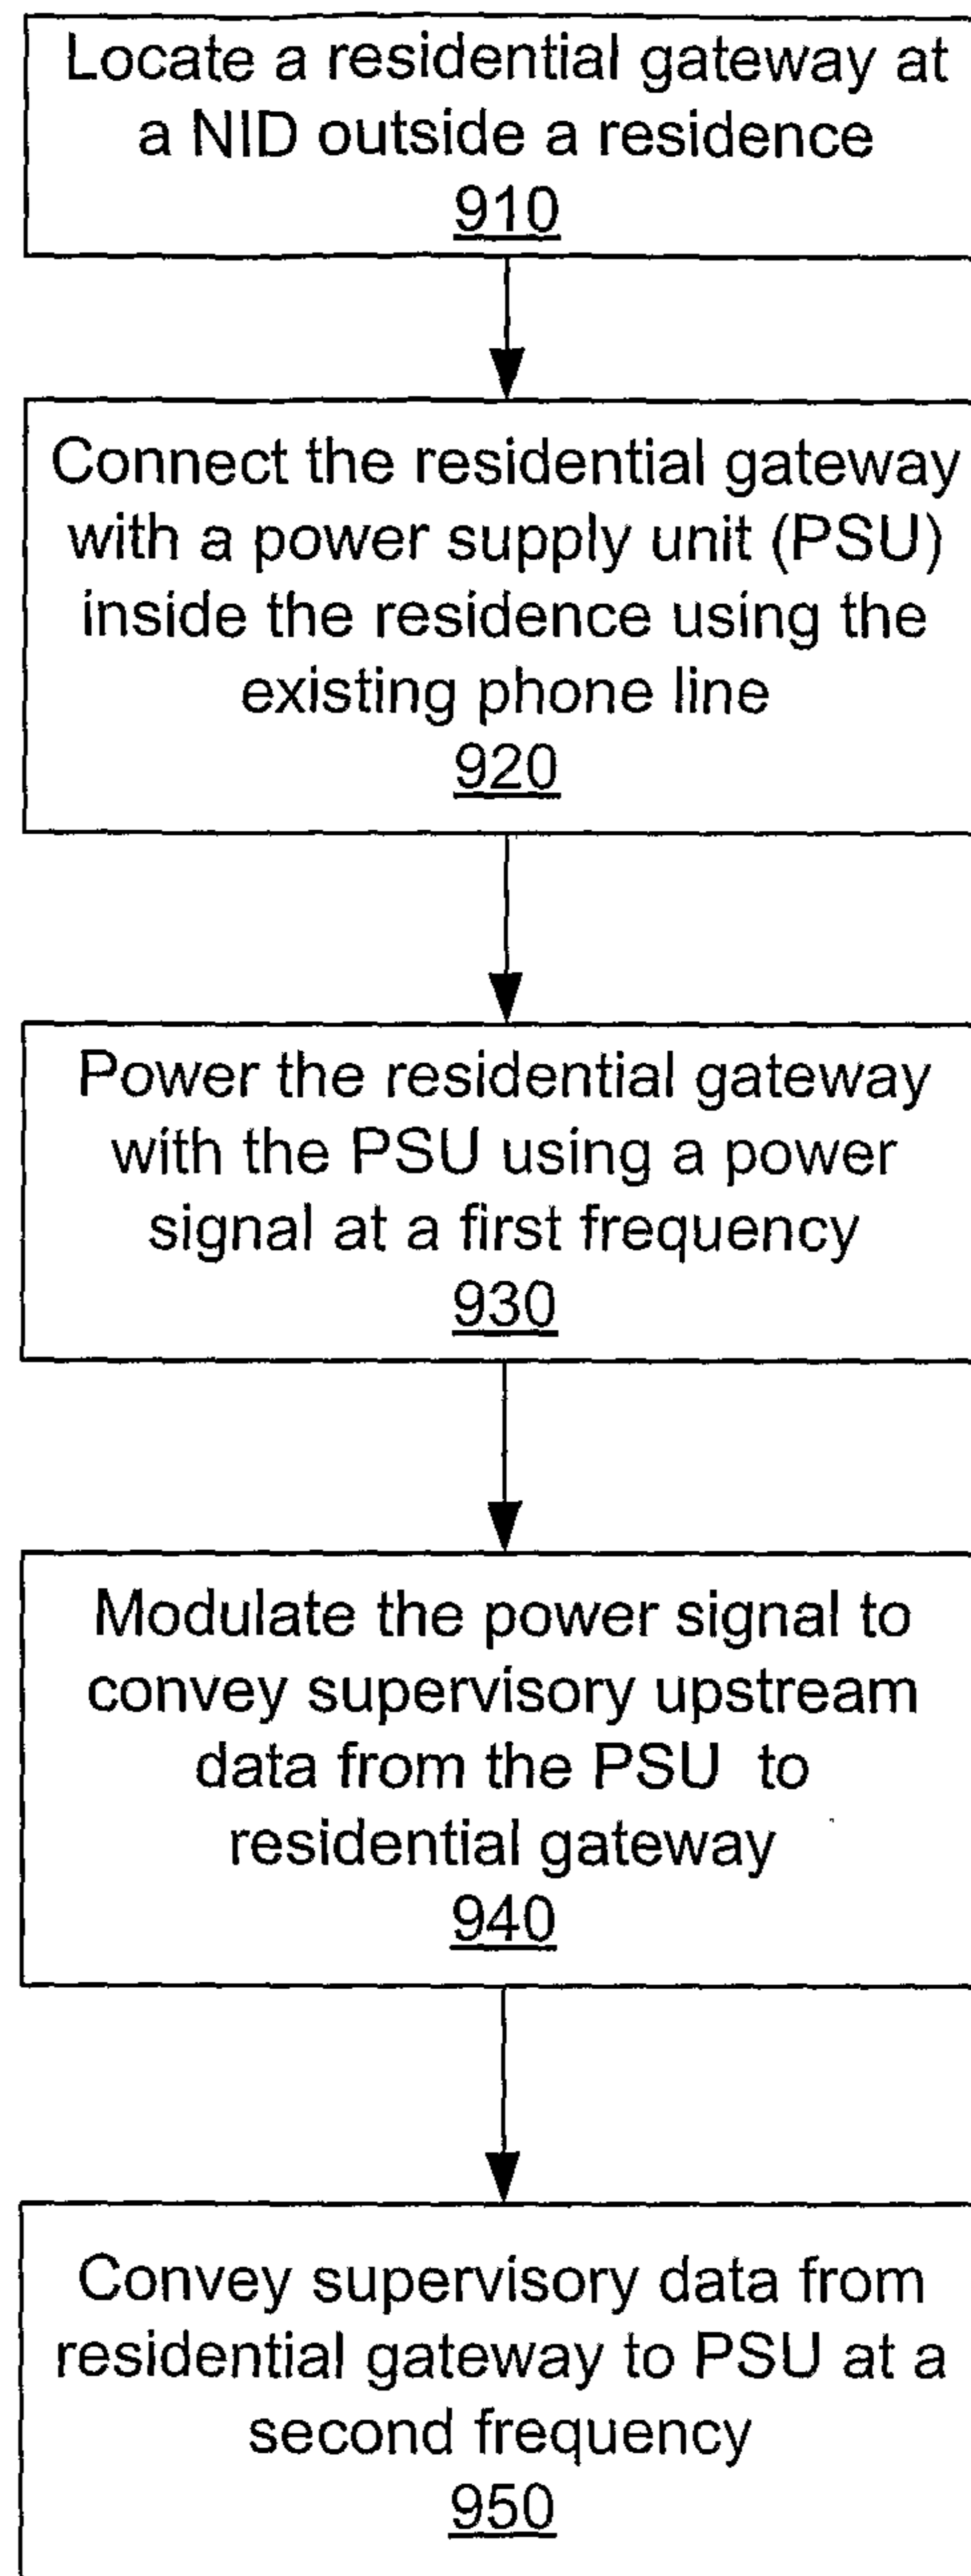 Locate a residential gateway at
a NID outside a residence
910
Connect the residential gateway
with a power supply unit (PSU)
inside the residence using the
existing phone line
920
Power the residential gateway
with the PSU using a power
signal at a first frequency
930
Modulate the power signal to
convey supervisory upstream
data from the PSU to
residential gateway
940
Convey supervisory data from
residential gateway to PSU at a
second frequency
950